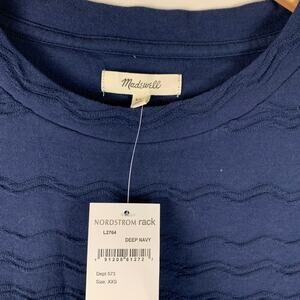 Madewell
NORDSTROM rack
L2764
DEEP NAVY
Dept 573
Size: XXS